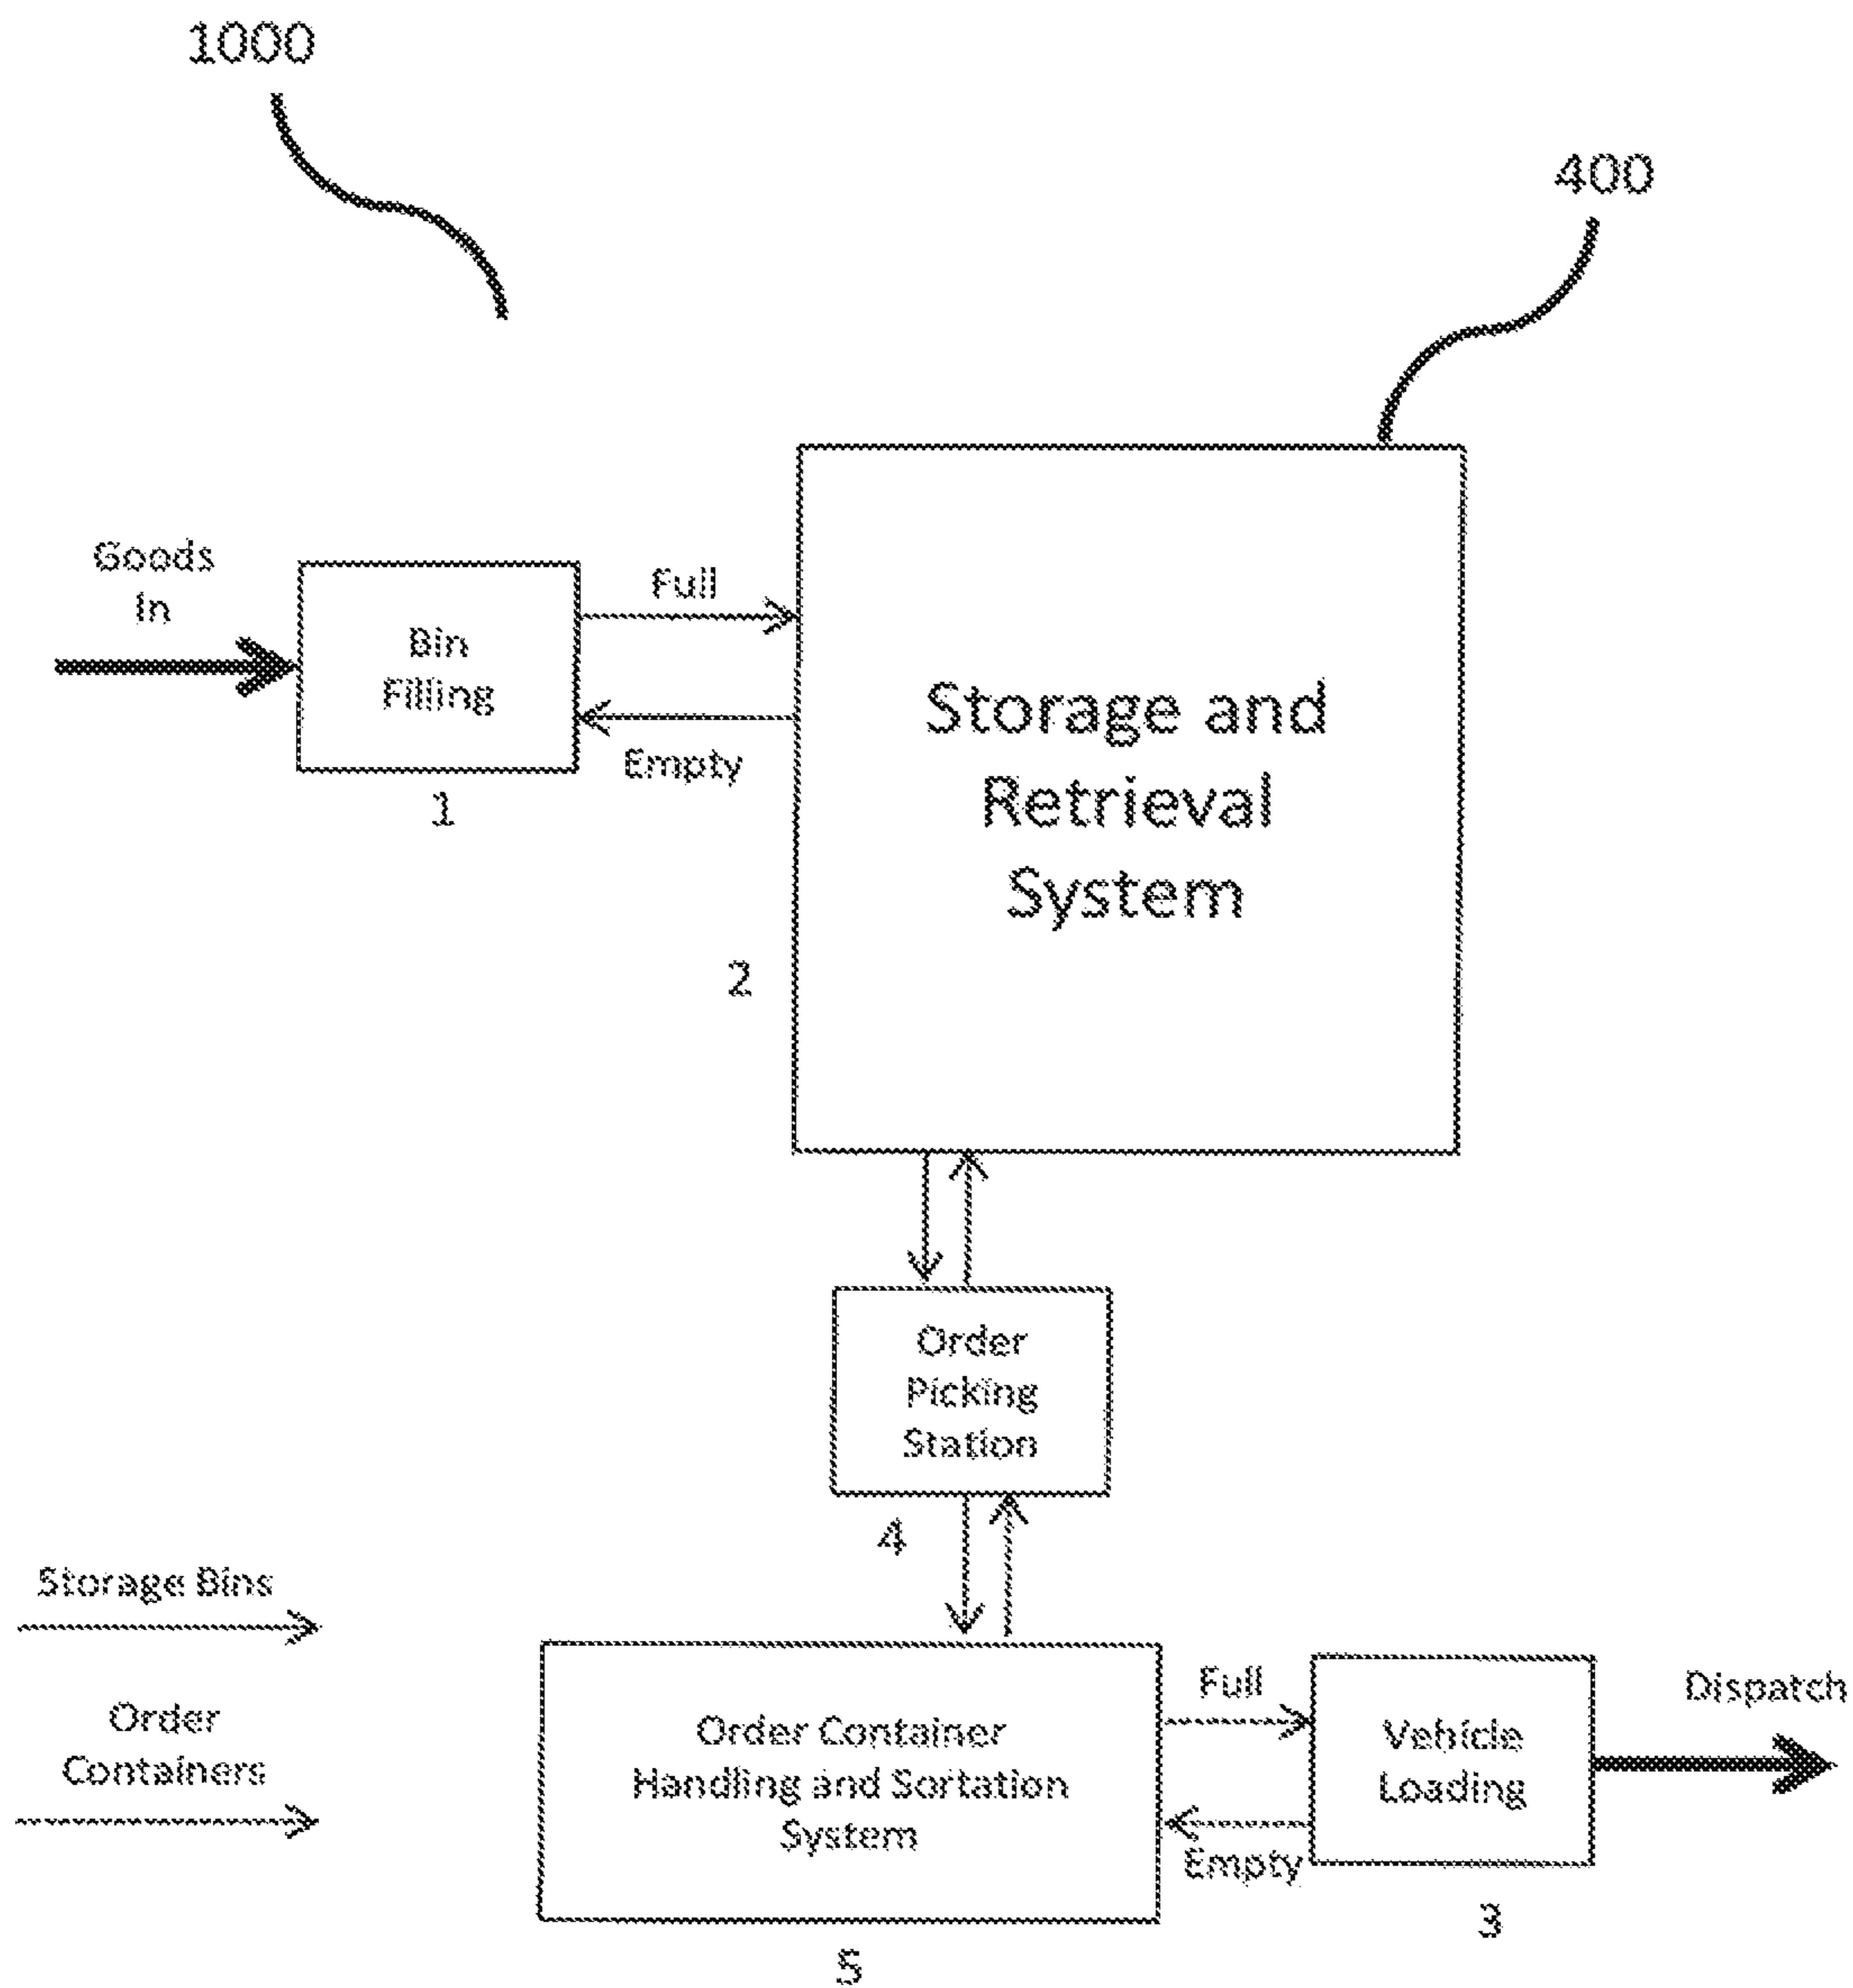 1000
400
Goods
In
Bin
Filling
1
Full
Empty
Storage and
Retrieval
System
2
Order
Picking
Station
4
Storage Bins
Order
Containers
Order Container
Handling and Sortation
System
5
Full
Empty
Vehicle
Loading
3
Dispatch